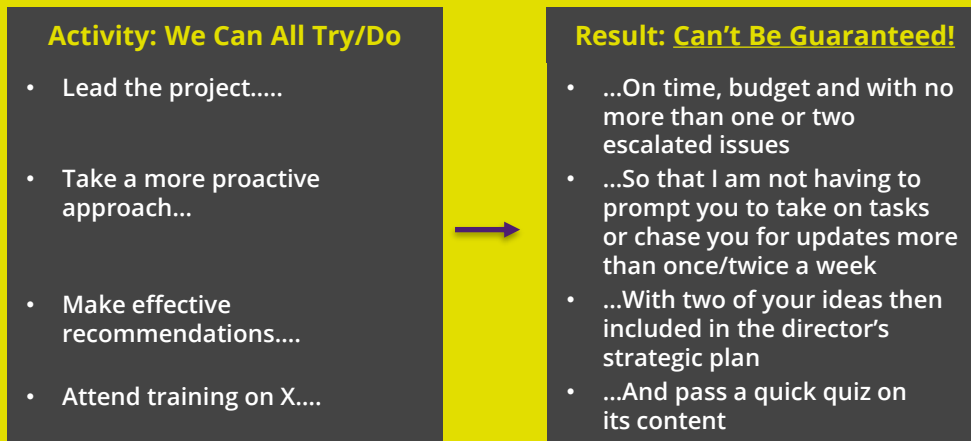 Activity: We Can All Try/Do
• Lead the project.....
• Take a more proactive
approach...
• Make effective
recommendations....
• Attend training on X....
Result: Can’t Be Guaranteed!
• ...On time, budget and with no
more than one or two
escalated issues
• ...So that I am not having to
prompt you to take on tasks
or chase you for updates more
than once/twice a week
• ...With two of your ideas then
included in the director’s
strategic plan
• ...And pass a quick quiz on
its content